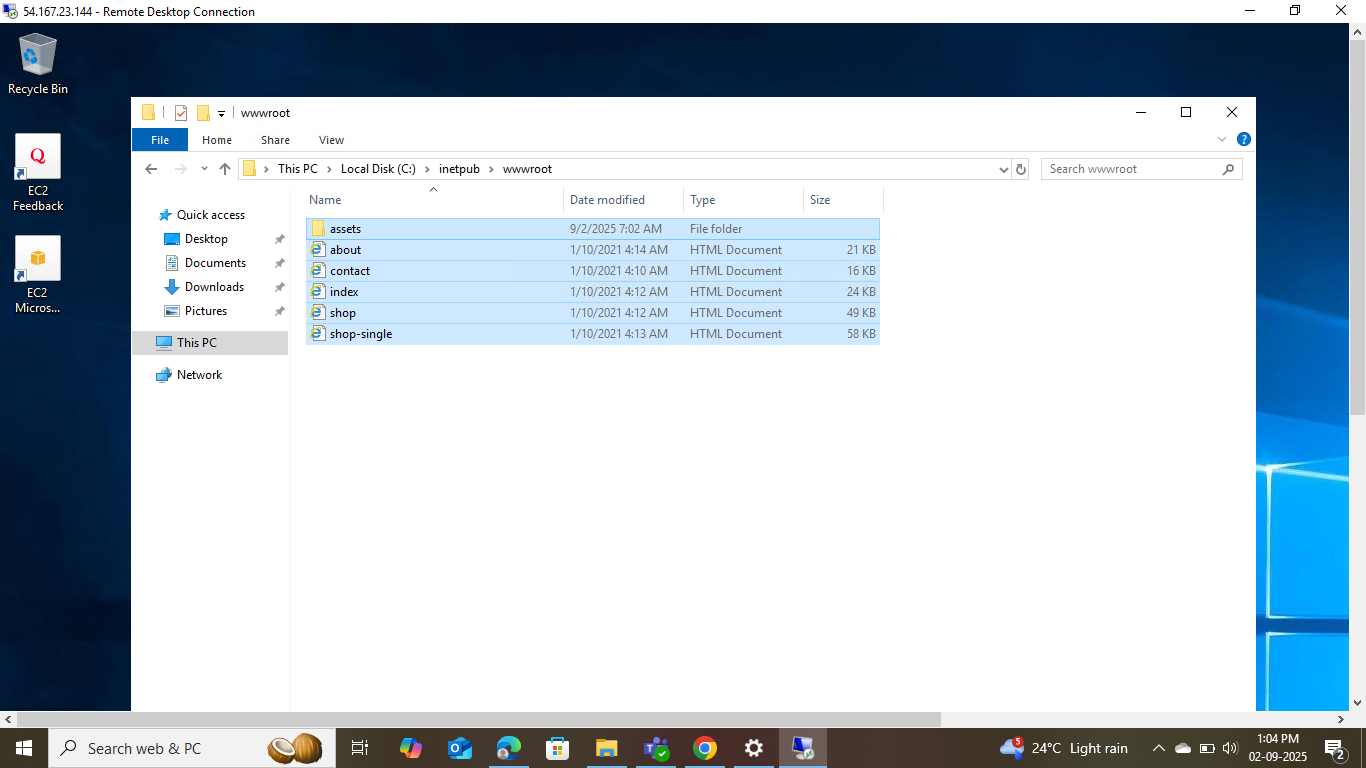 54.167.23.144 - Remote Desktop Connection
Recycle Bin
EC2
Feedback
EC2
Micros...
wwwroot
File Home Share View
This PC Local Disk (C:) inetpub wwwroot
Search wwwroot
Quick access
Desktop
Documents
Downloads
Pictures
This PC
Network
Name Date modified Type Size
assets 9/2/2025 7:02 AM File folder
about 1/10/2021 4:14 AM HTML Document 21 KB
contact 1/10/2021 4:10 AM HTML Document 16 KB
index 1/10/2021 4:12 AM HTML Document 24 KB
shop 1/10/2021 4:12 AM HTML Document 49 KB
shop-single 1/10/2021 4:13 AM HTML Document 58 KB
Search web & PC
5
24°C Light rain
1:04 PM
02-09-2025
2